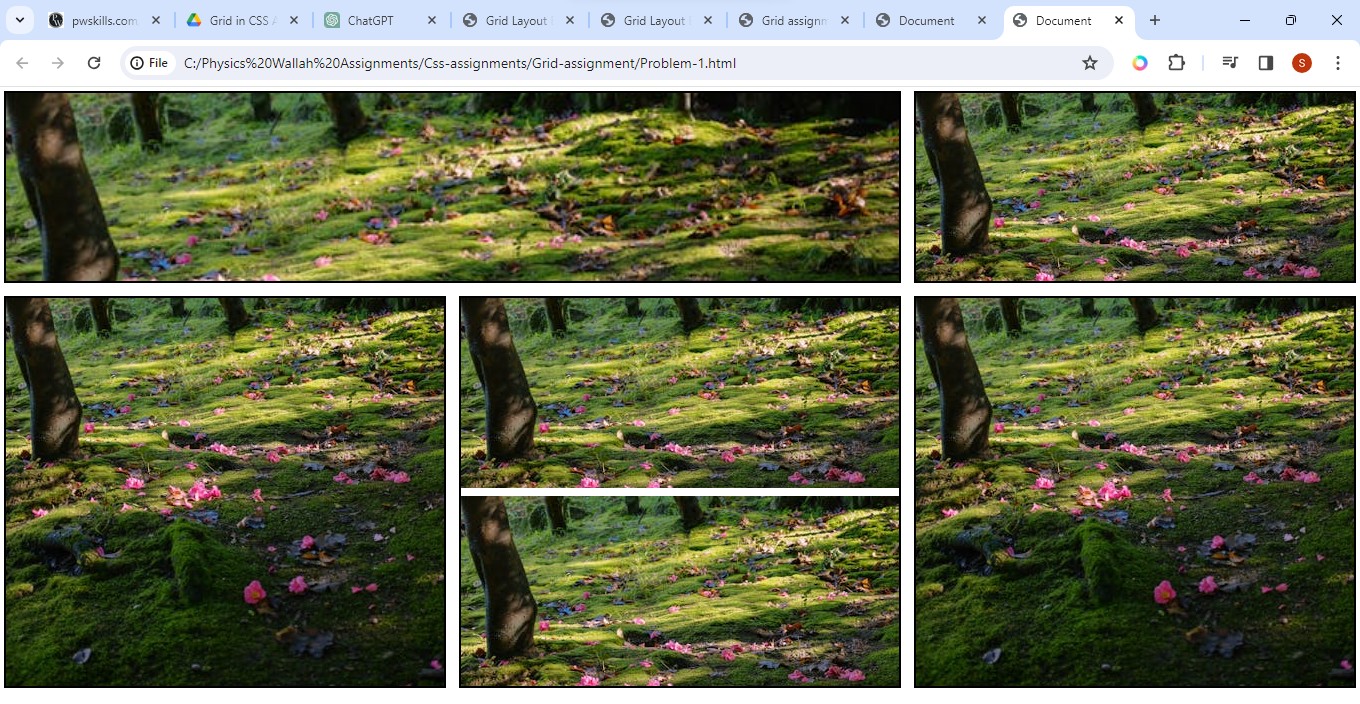 pwskills.com
Grid in CSS A
ChatGPT
Grid Layout
Grid Layout
Grid assignm
Document
Document
File
C:/Physics%20Wallah%20Assignments/Css-assignments/Grid-assignment/Problem-1.html
S